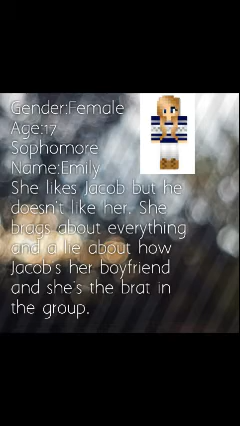 Gender:Female
Age:17
Sophomore
Name:Emily
She likes Jacob but he
doesn't like her. She
brags about everything
and a lie about how
Jacob's her boyfriend
and she's the brat in
the group.